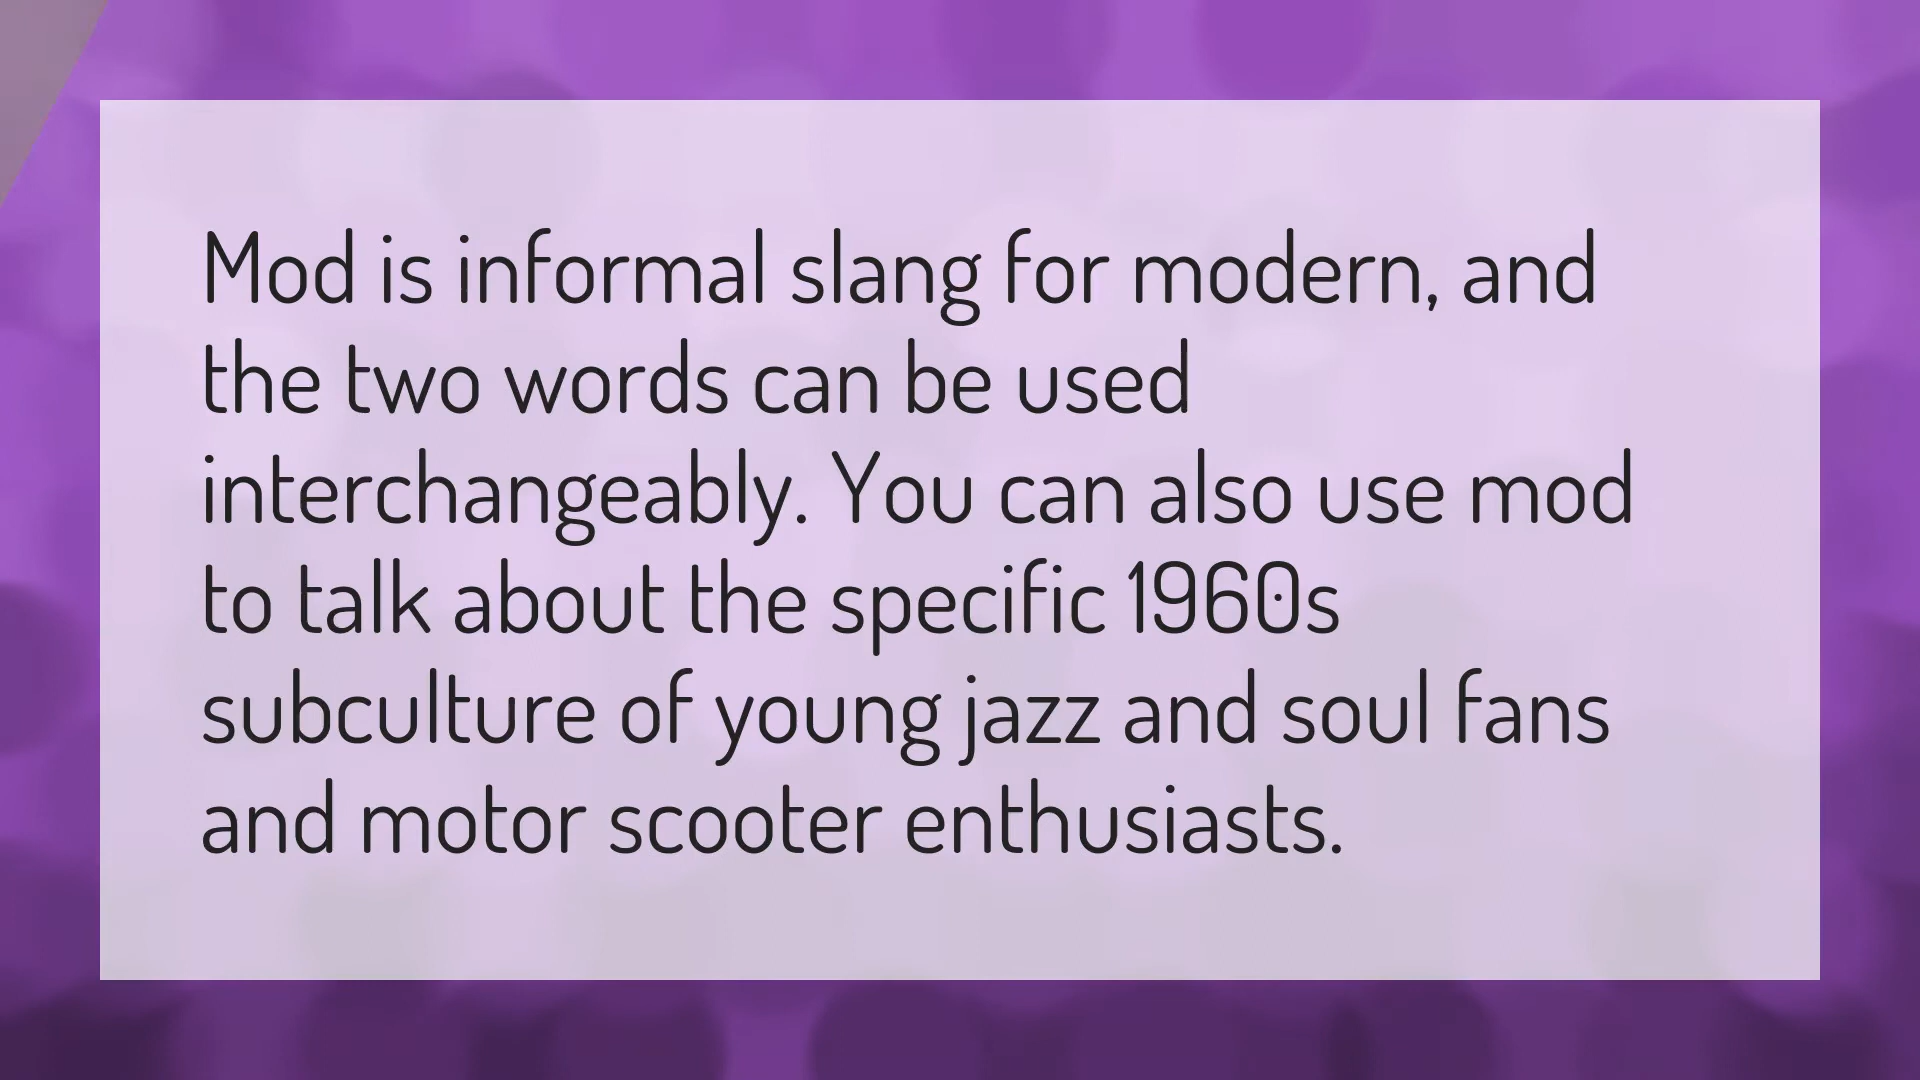 Mod is informal slang for modern, and
the two words can be used
interchangeably. You can also use mod
to talk about the specific 1960s
subculture of young jazz and soul fans
and motor scooter enthusiasts.